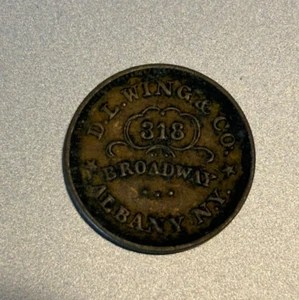 D.L. WING & CO.
318
BROADWAY
ALBANY N.Y.